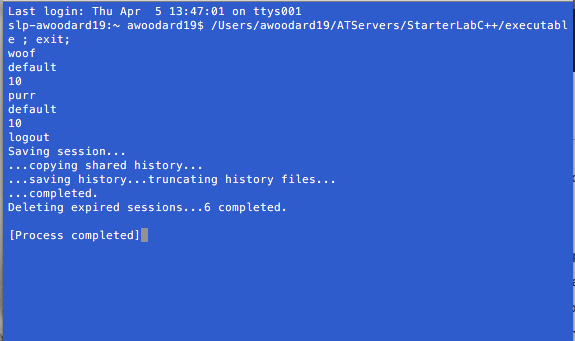 Last login: Thu Apr  5 13:47:01 on ttys001
slp-awoodard19:~ awoodard19$ /Users/awoodard19/ATServers/StarterLabC++/executabl
e ; exit;
woof
default
10
purr
default
10
logout
Saving session...
...copying shared history...
...saving history...truncating history files...
...completed.
Deleting expired sessions...6 completed.
[Process completed]